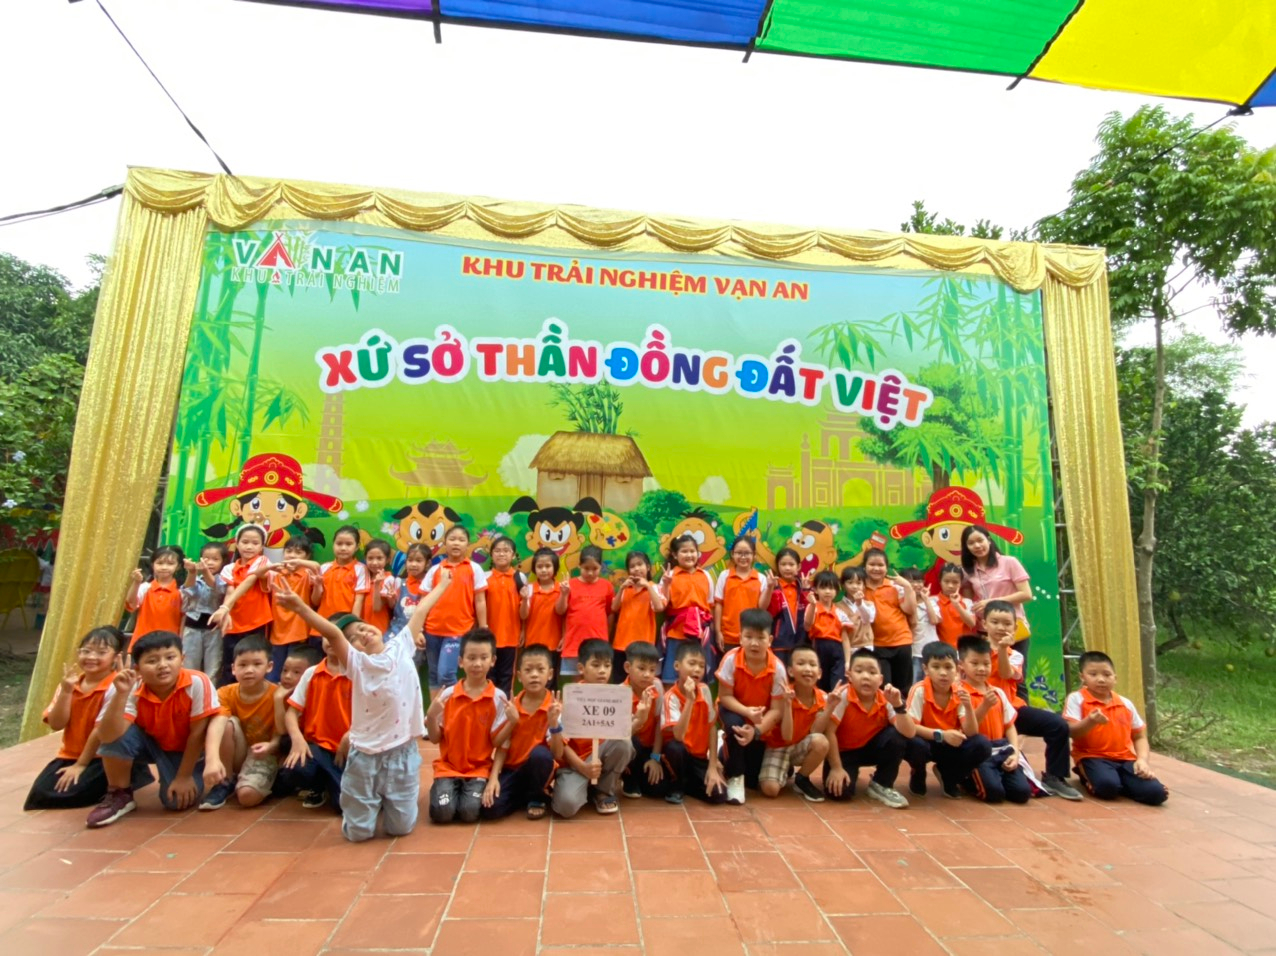 VẠN AN
KHU TRẢI NGHIỆM
KHU TRẢI NGHIỆM VẠN AN
XỨ SỞ THẦN ĐỒNG ĐẤT VIỆT
XE 09
2A1+5A5